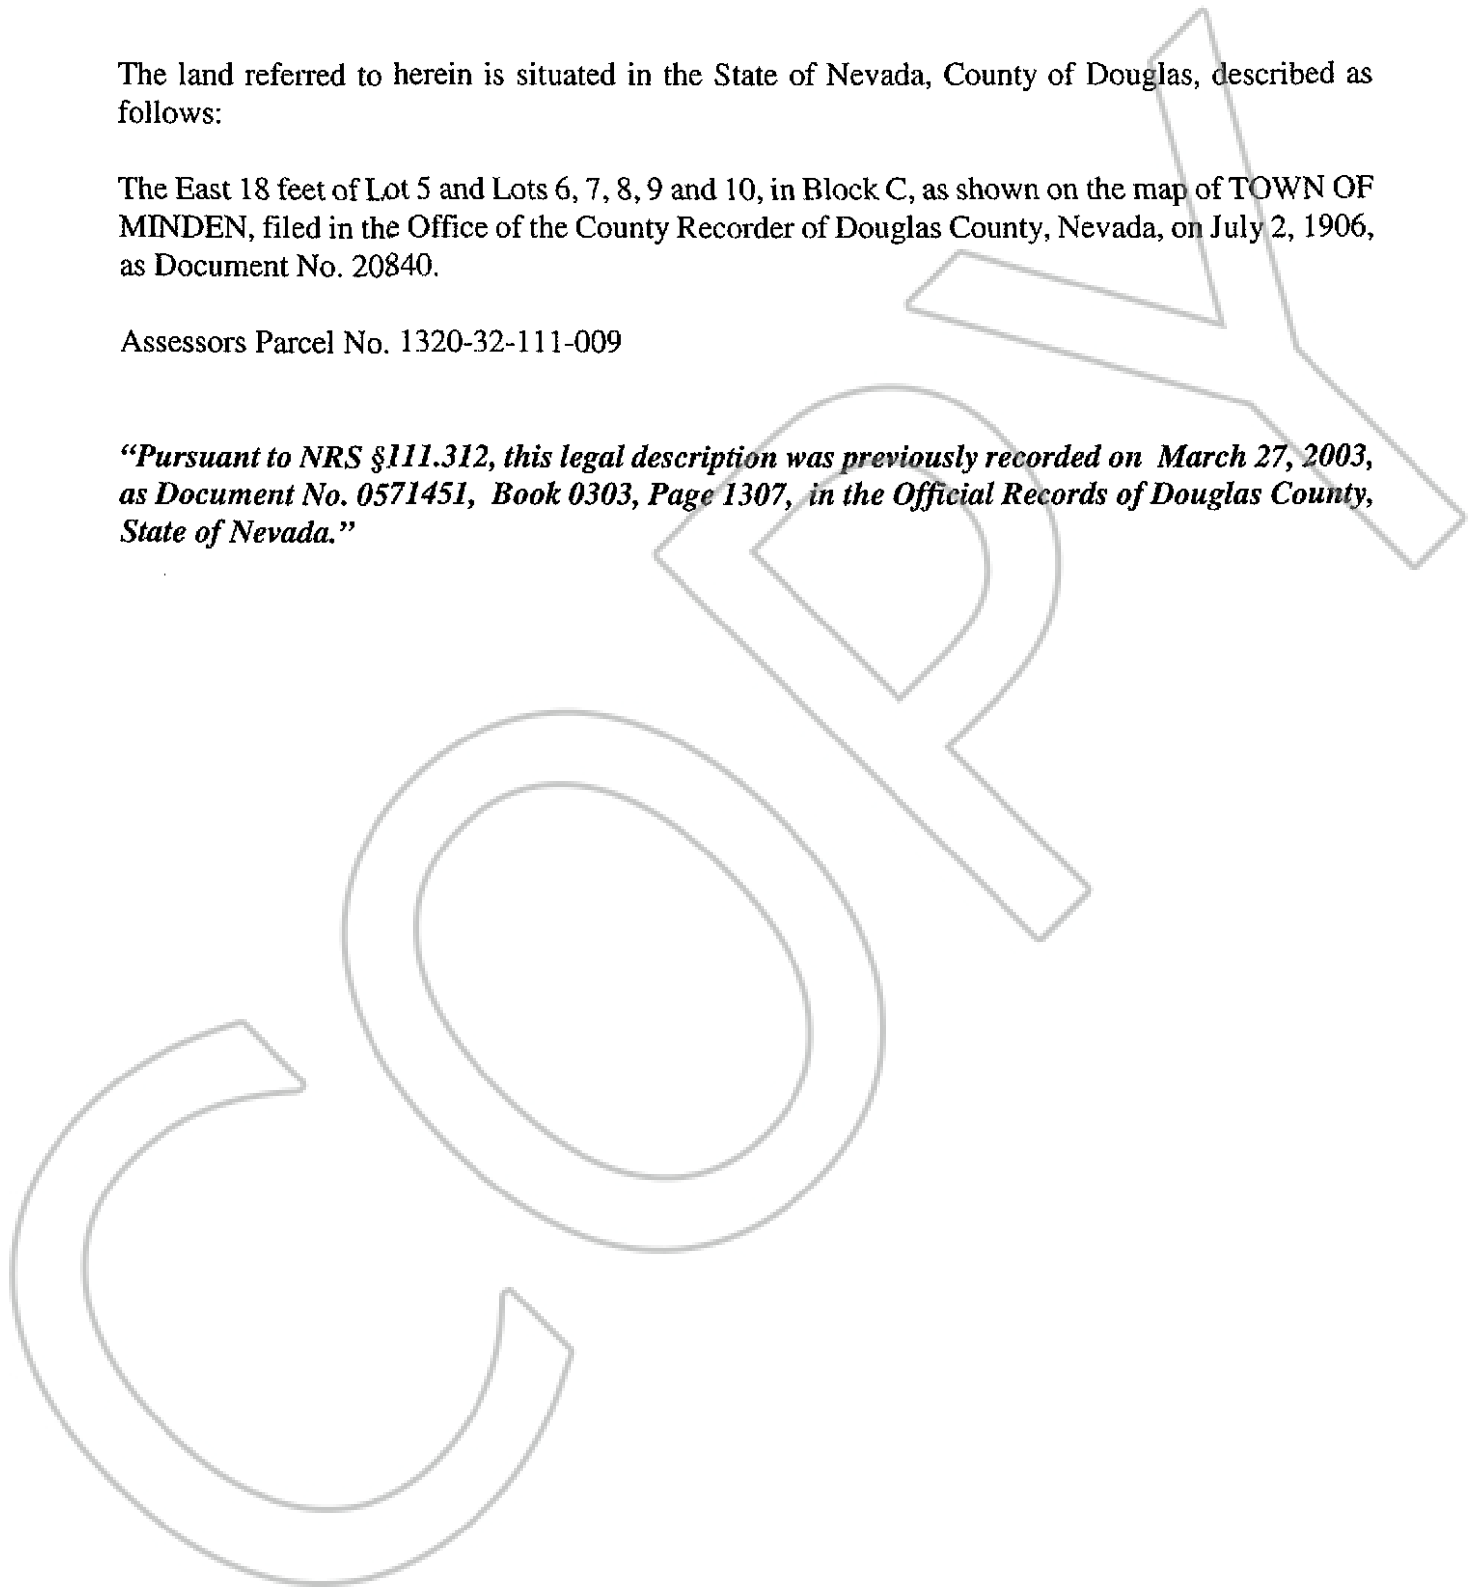 The land referred to herein is situated in the State of Nevada, County of Douglas, described as
follows:
The East 18 feet of Lot 5 and Lots 6, 7, 8, 9 and 10, in Block C, as shown on the map of TOWN OF
MINDEN, filed in the Office of the County Recorder of Douglas County, Nevada, on July 2, 1906,
as Document No. 20840.
Assessors Parcel No. 1320-32-111-009
“Pursuant to NRS §111.312, this legal description was previously recorded on March 27, 2003,
as Document No. 0571451, Book 0303, Page 1307, in the Official Records of Douglas County,
State of Nevada.”
COPY